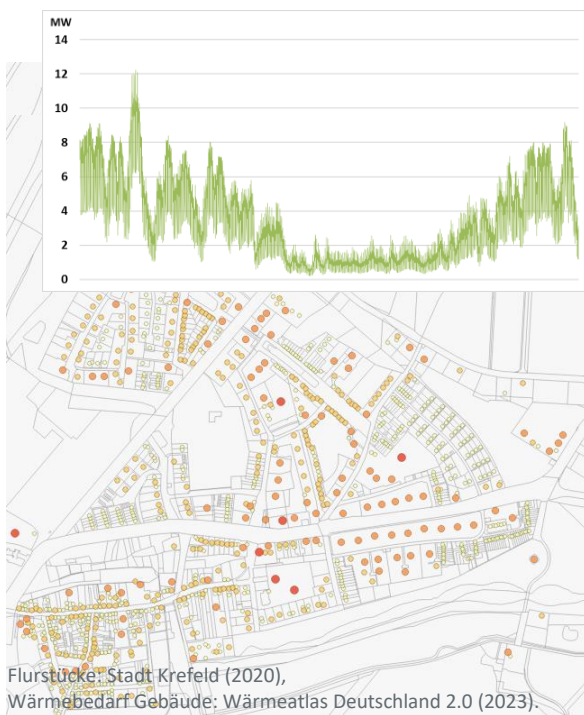 MW
14
12
10
8
6
4
2
0
Flurstücke: Stadt Krefeld (2020),
Wärmebedarf Gebäude: Wärmeatlas Deutschland 2.0 (2023).